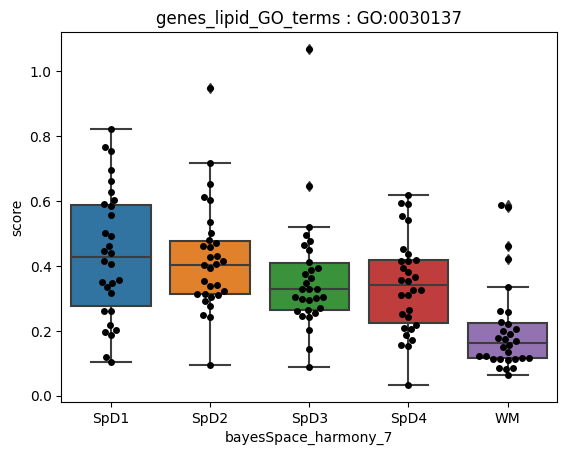 genes_lipid_GO_terms : GO:0030137
score
1.0
0.8
0.6
0.4
0.2
0.0
SpD1 SpD2 SpD3 SpD4 WM
bayesSpace_harmony_7